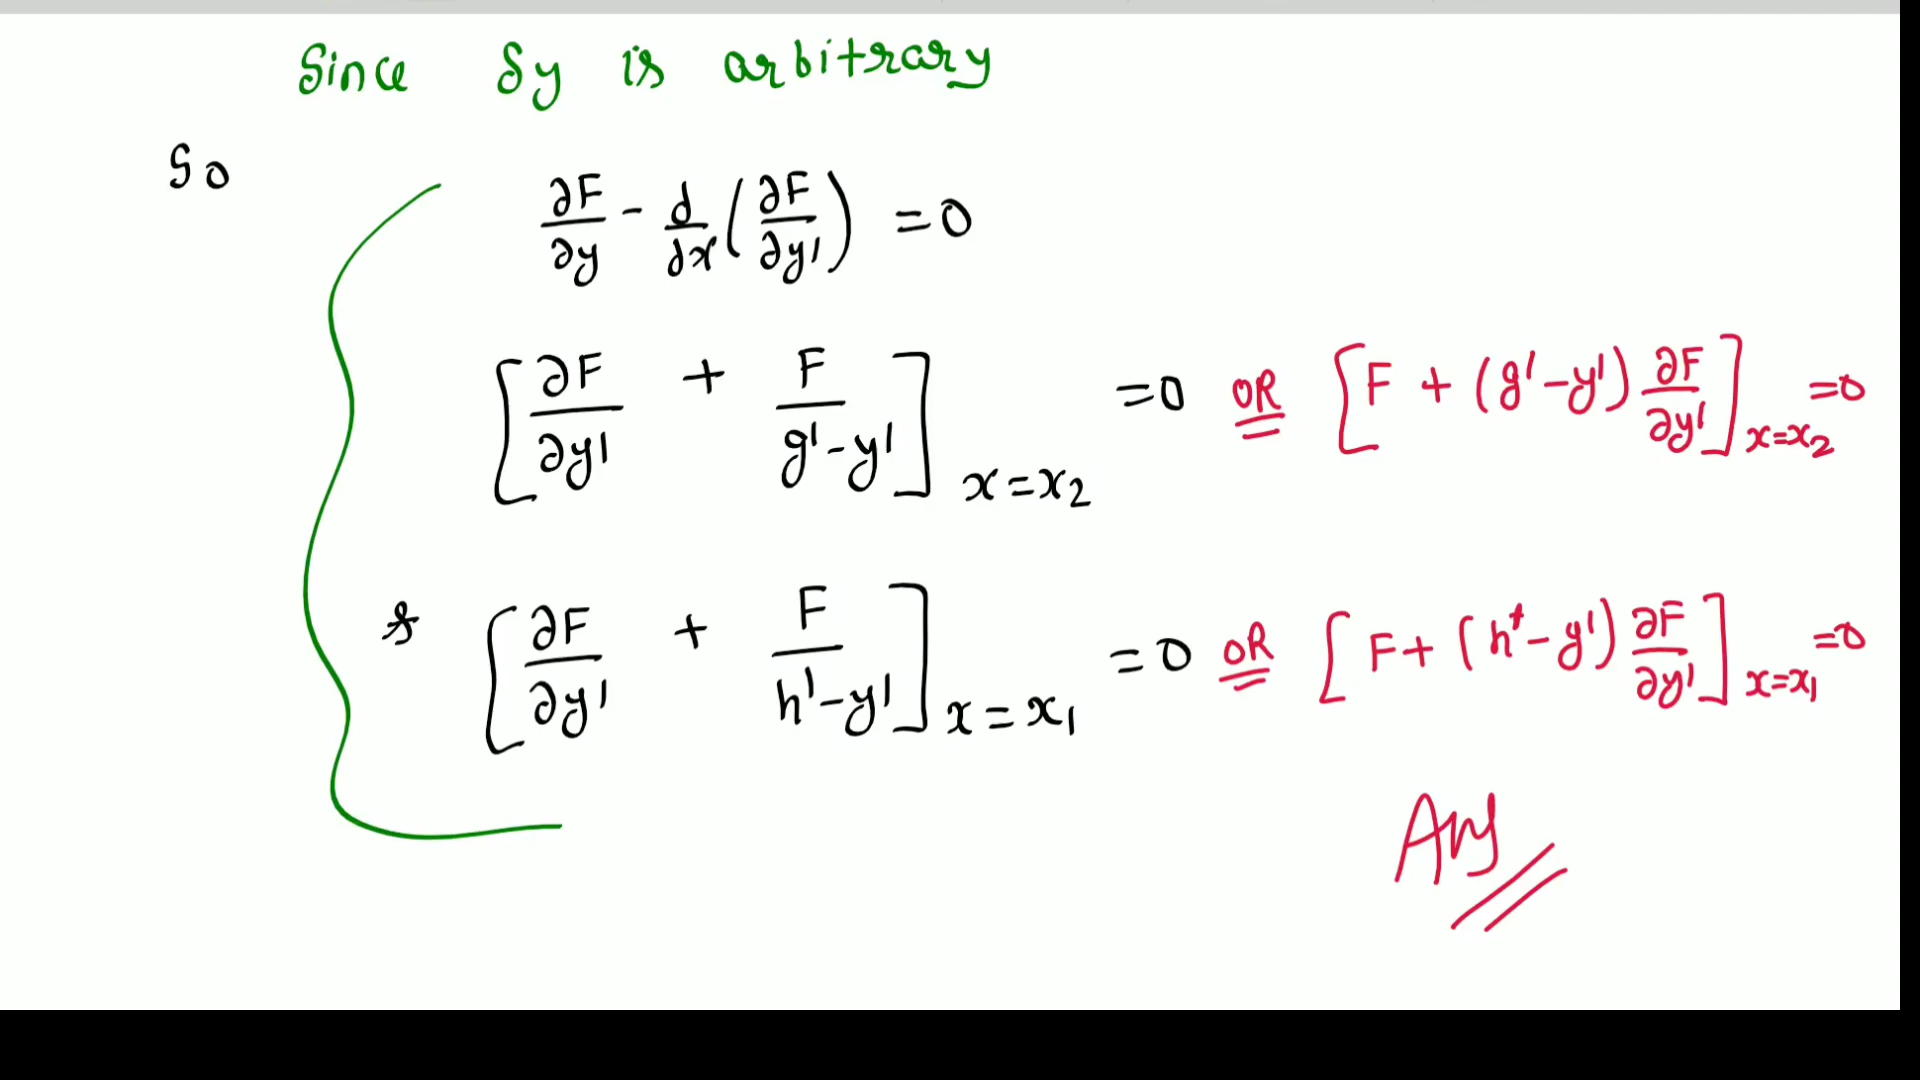 Since δy is arbitrary
So
∂F/∂y - d/dx (∂F/∂y') = 0
[∂F/∂y' + F/(g'-y')]x=x₂ = 0 OR [F + (g'-y') ∂F/∂y']x=x₂ = 0
& [∂F/∂y' + F/(h'-y')]x=x₁ = 0 OR [F + (h'-y') ∂F/∂y']x=x₁ = 0
Ans